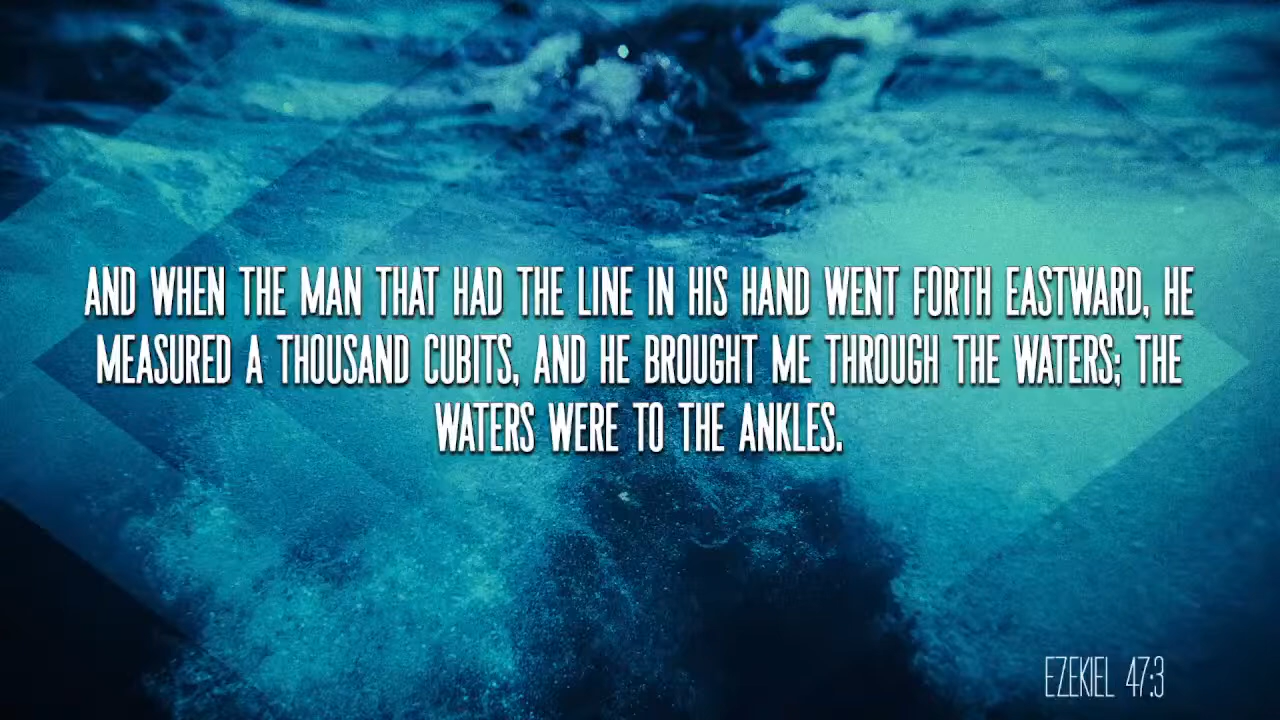 AND WHEN THE MAN THAT HAD THE LINE IN HIS HAND WENT FORTH EASTWARD, HE
MEASURED A THOUSAND CUBITS, AND HE BROUGHT ME THROUGH THE WATERS; THE
WATERS WERE TO THE ANKLES.
EZEKIEL 47:3